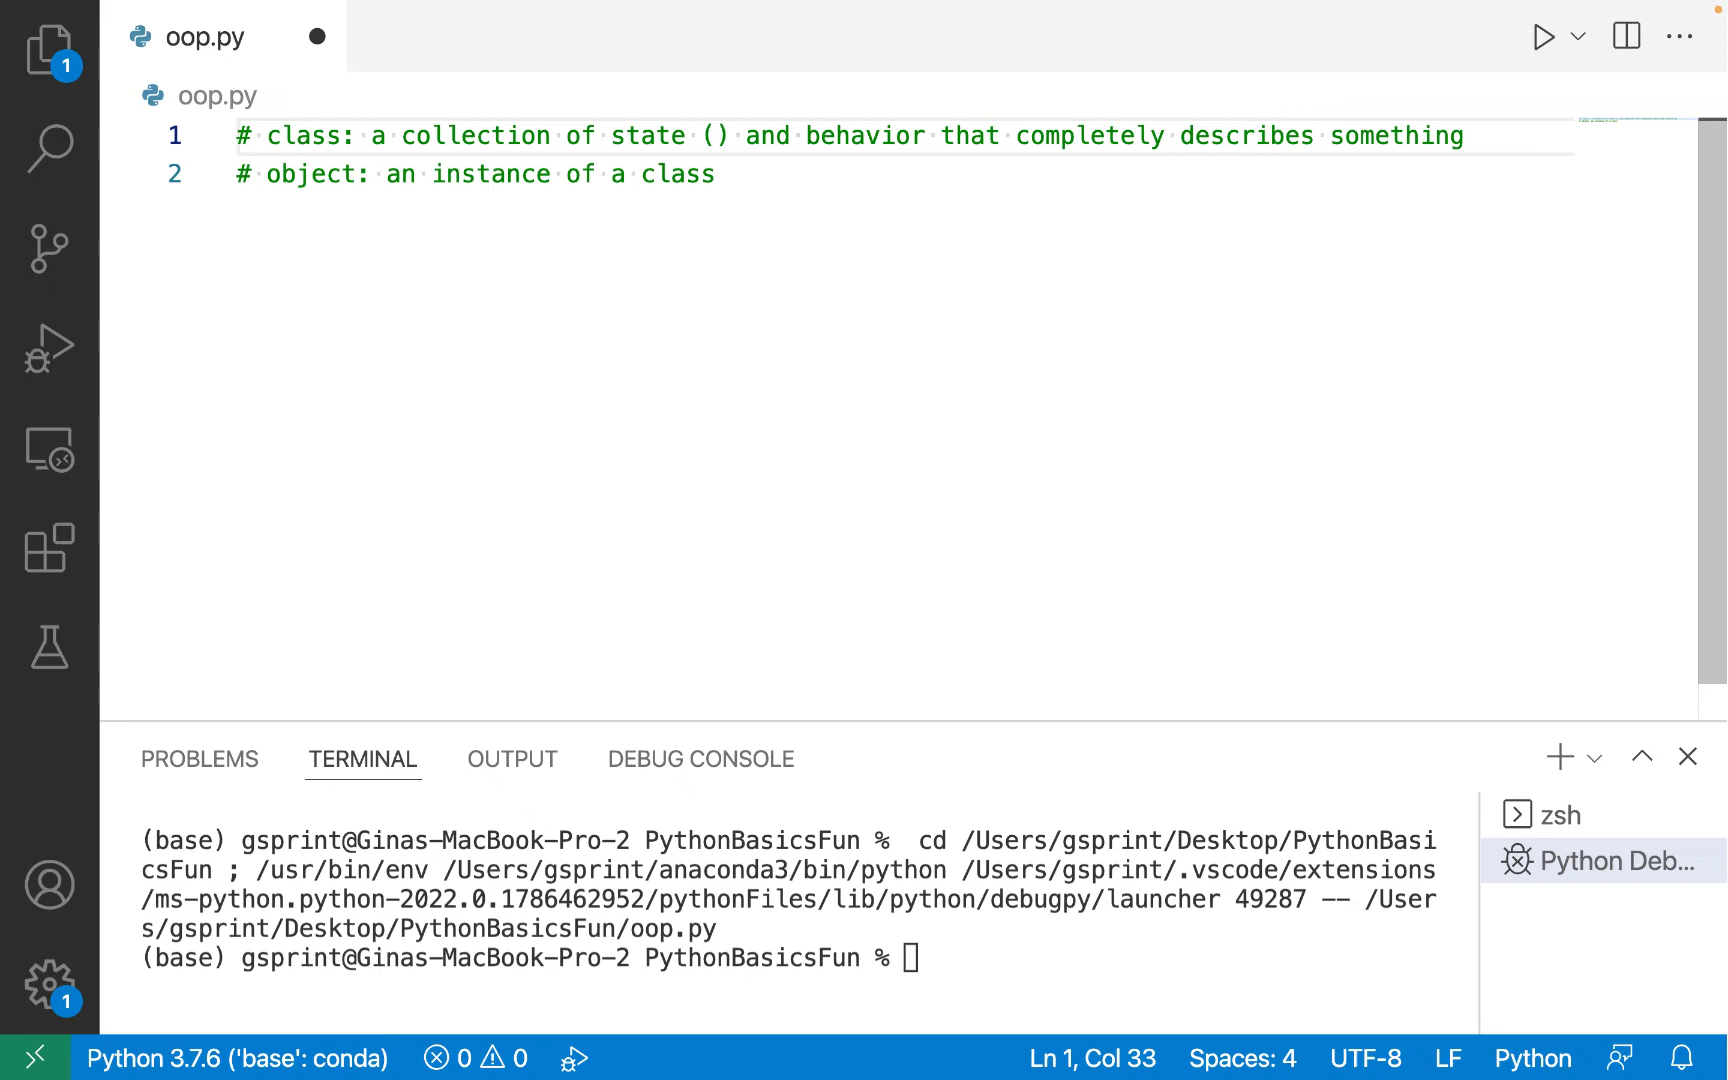 oop.py
oop.py
1 # class: a collection of state () and behavior that completely describes something
2 # object: an instance of a class
1
PROBLEMS TERMINAL OUTPUT DEBUG CONSOLE
zsh
Python Deb...
(base) gsprint@Ginas-MacBook-Pro-2 PythonBasicsFun %  cd /Users/gsprint/Desktop/PythonBasi
csFun ; /usr/bin/env /Users/gsprint/anaconda3/bin/python /Users/gsprint/.vscode/extensions
/ms-python.python-2022.0.1786462952/pythonFiles/lib/python/debugpy/launcher 49287 -- /User
s/gsprint/Desktop/PythonBasicsFun/oop.py
(base) gsprint@Ginas-MacBook-Pro-2 PythonBasicsFun %
1
Python 3.7.6 ('base': conda) 0 0 Ln 1, Col 33 Spaces: 4 UTF-8 LF Python